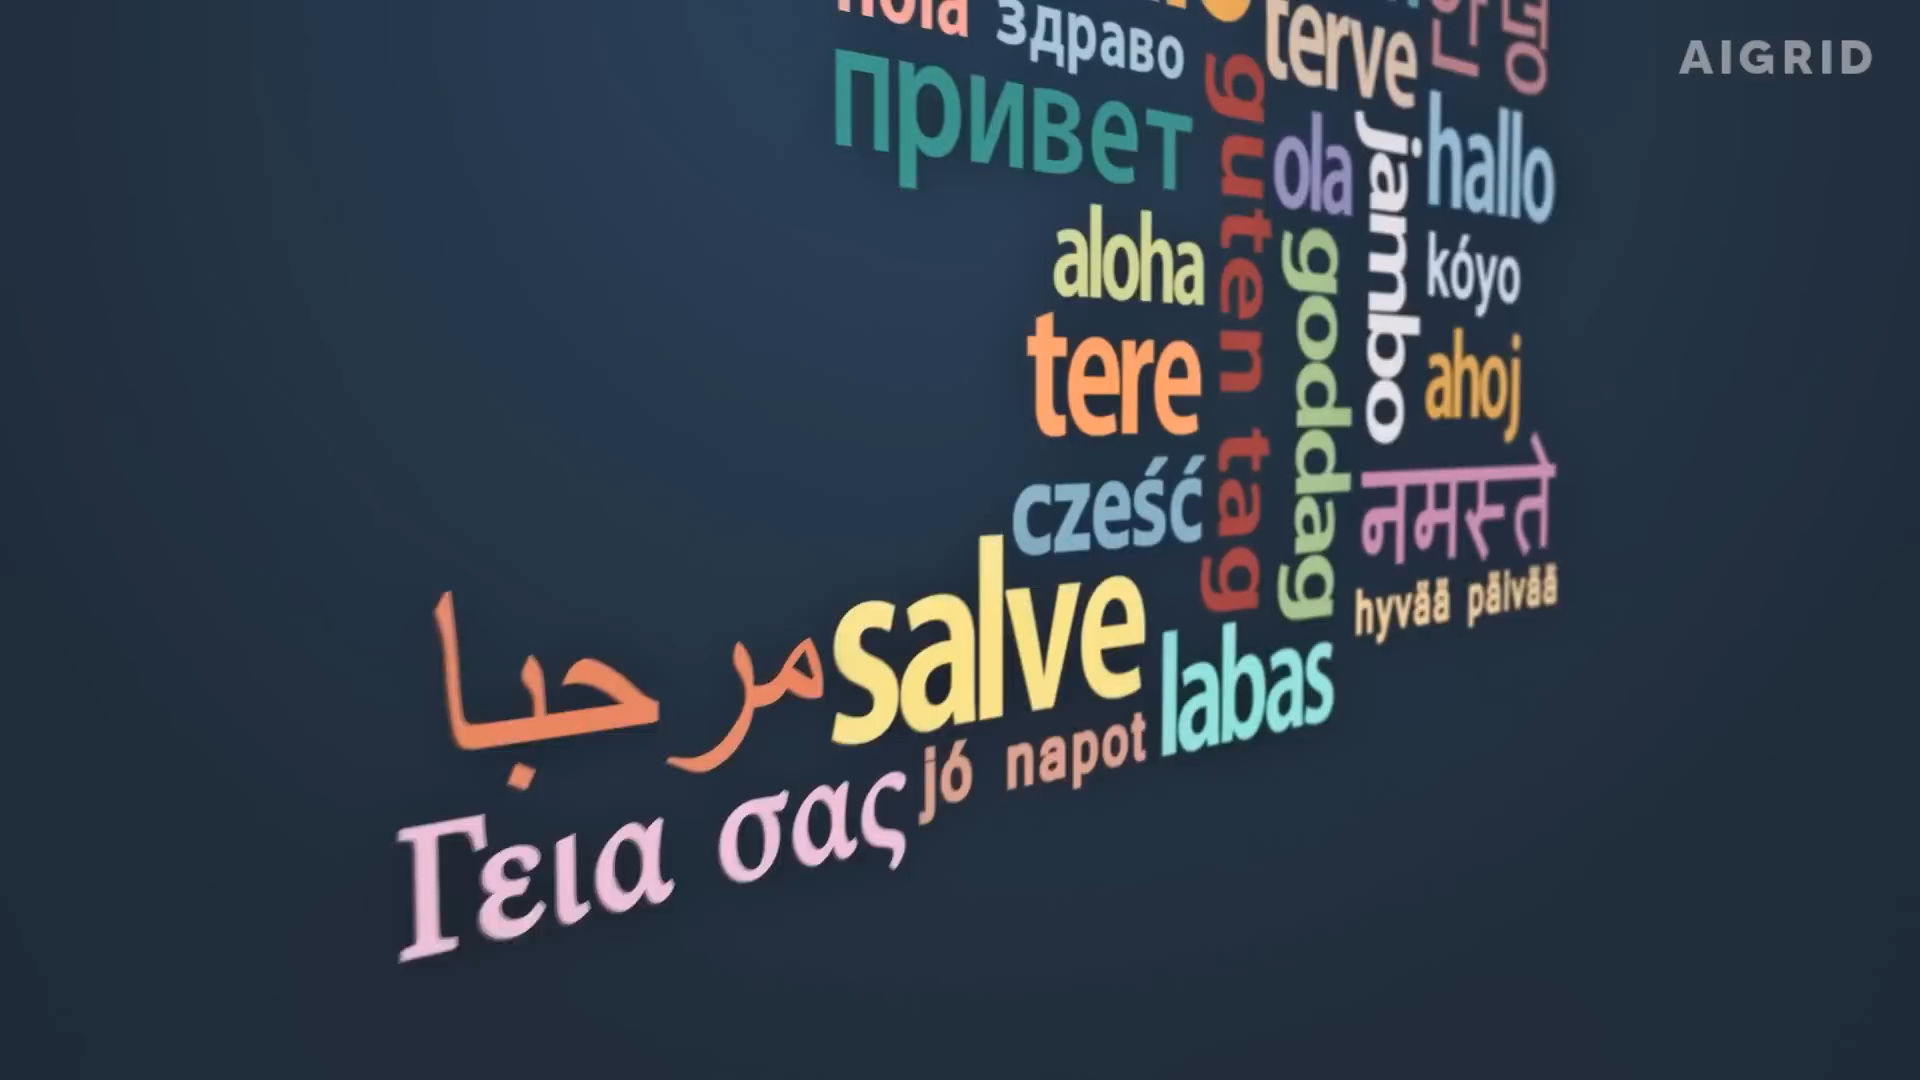 AIGRID
hola
здраво
terve
привет
guten tag
ola
jambo
hallo
aloha
goddag
kóyo
tere
ahoj
cześć
नमस्ते
hyvää päivää
مرحبا
salve
labas
jó napot
Γεια σας